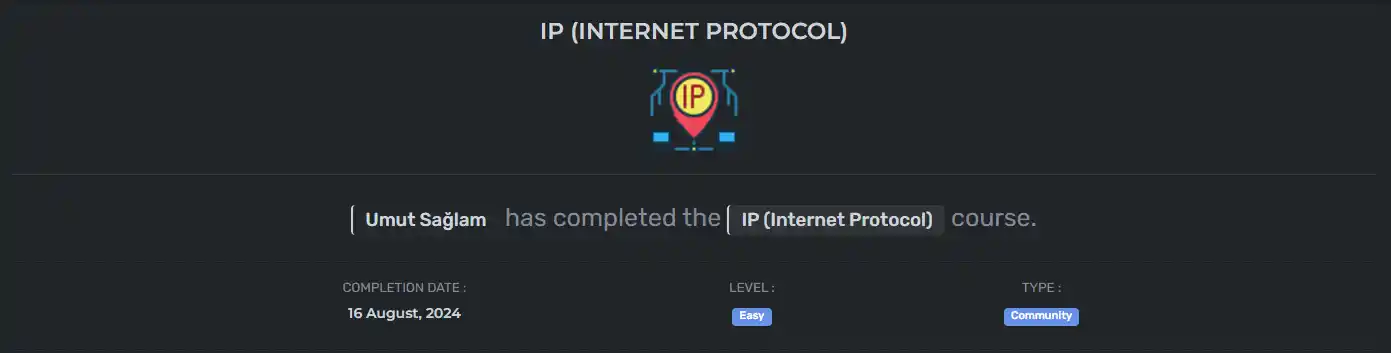 IP (INTERNET PROTOCOL)
IP
Umut Sağlam has completed the IP (Internet Protocol) course.
COMPLETION DATE : LEVEL : TYPE :
16 August, 2024 Easy Community